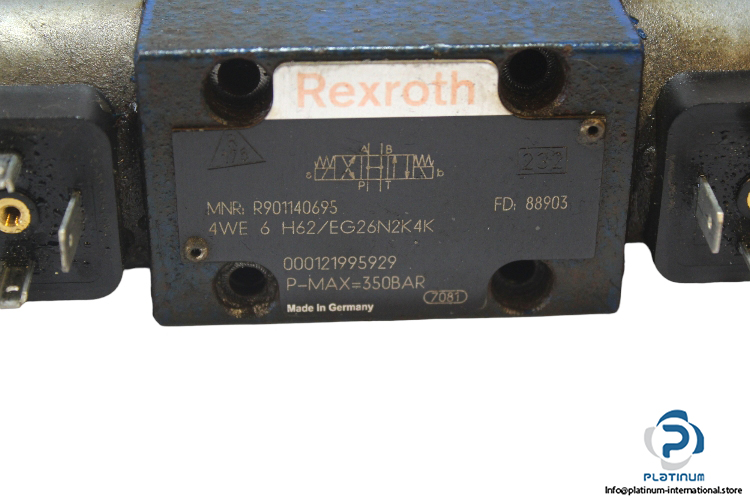 Rexroth
A B
a b
P T
MNR: R901140695 FD: 88903
4WE 6 H62/EG26N2K4K
000121995929
P-MAX=350BAR
7081
Made in Germany
PLATINUM
Info@platinum-international.store